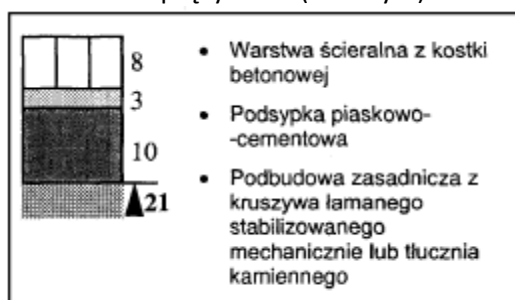 8
3
10
21
• Warstwa ścieralna z kostki
betonowej
• Podsypka piaskowo-
-cementowa
• Podbudowa zasadnicza z
kruszywa łamanego
stabilizowanego
mechanicznie lub tłucznia
kamiennego